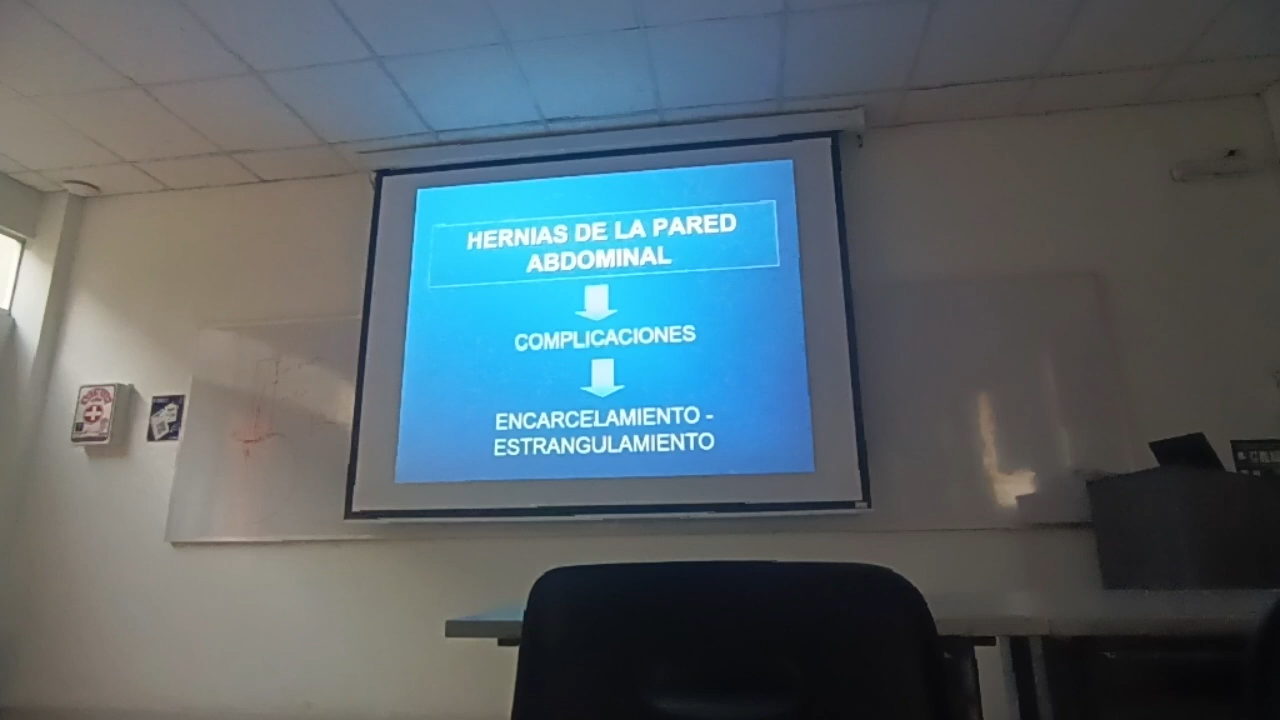 HERNIAS DE LA PARED
ABDOMINAL
COMPLICACIONES
ENCARCELAMIENTO -
ESTRANGULAMIENTO